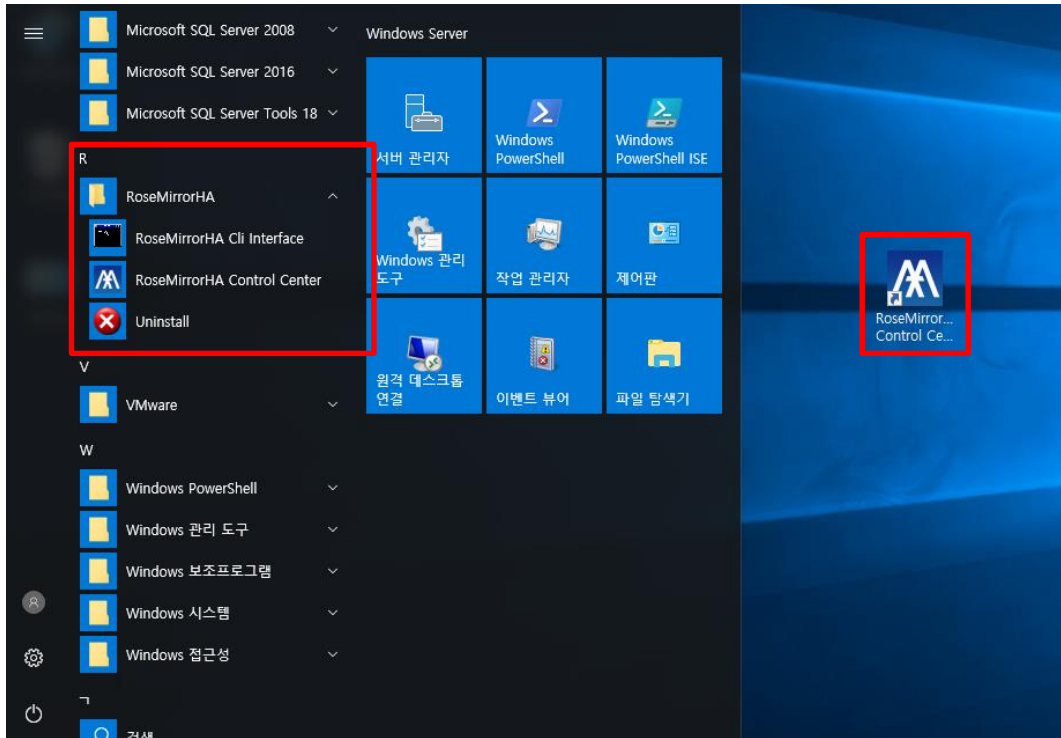 Microsoft SQL Server 2008
Microsoft SQL Server 2016
Microsoft SQL Server Tools 18
R
RoseMirrorHA
RoseMirrorHA Cli Interface
RoseMirrorHA Control Center
Uninstall
V
VMware
W
Windows PowerShell
Windows 관리 도구
Windows 보조프로그램
Windows 시스템
Windows 접근성
ㄱ
검색
Windows Server
서버 관리자
Windows
PowerShell
Windows
PowerShell ISE
Windows 관리
도구
작업 관리자
제어판
원격 데스크톱
연결
이벤트 뷰어
파일 탐색기
RoseMirror...
Control Ce...